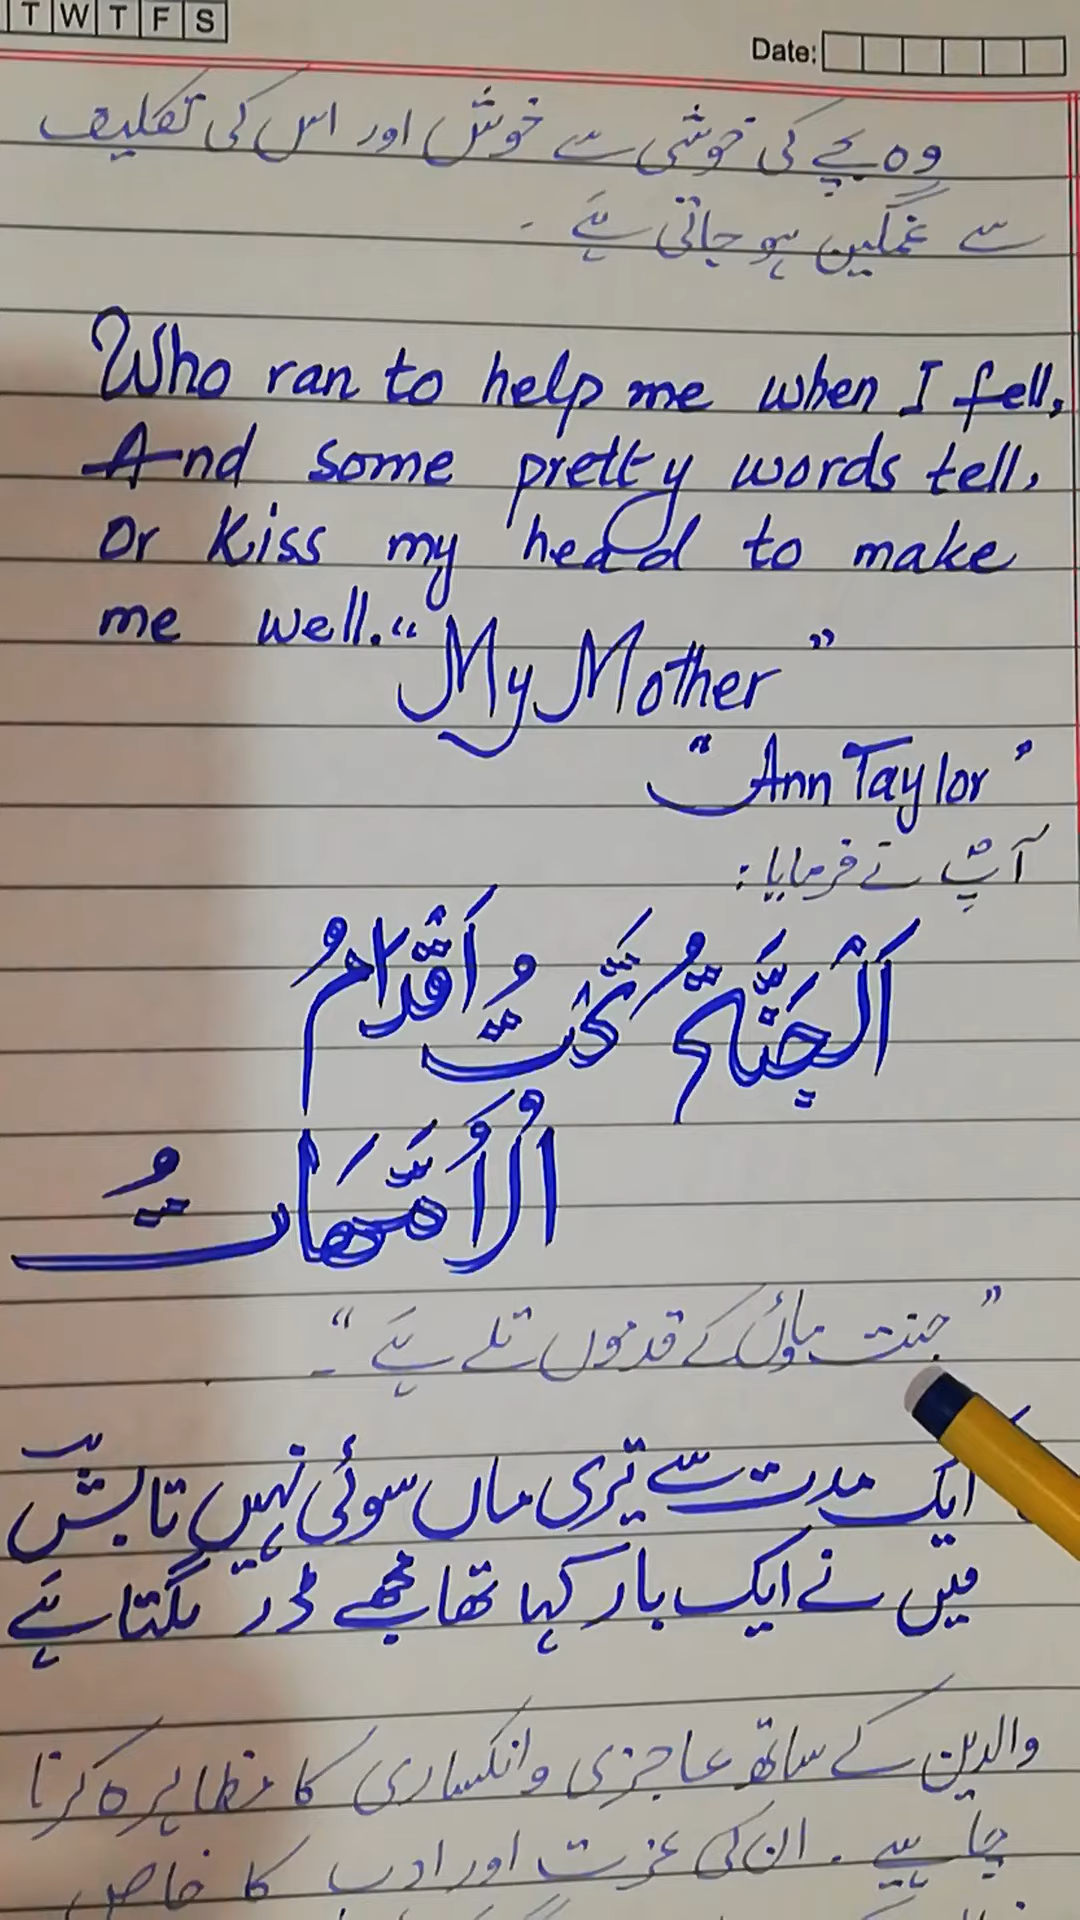 T W T F S
Date:
وہ بچے کی خوشی سے خوش اور اس کی تکلیف
سے غمگین ہو جاتی ہے ۔
Who ran to help me when I fell,
And some pretty words tell,
Or kiss my head to make
me well. “My Mother”
“Ann Taylor”
آپؐ نے فرمایا:
اَلْجَنَّۃُ تَحْتُ اَقْدَامُ
الْاُمَّهَاتُ
”جنت ماؤں کے قدموں تلے ہے“ ۔
ایک مدت سے تری ماں سوئی نہیں تابش
میں نے ایک بار کہا تھا مجھے ڈر لگتا ہے
والدین کے ساتھ عاجزی و انکساری کا مظاہرہ کرنا
چاہیے ۔ ان کی عزت اور ادب کا خاص